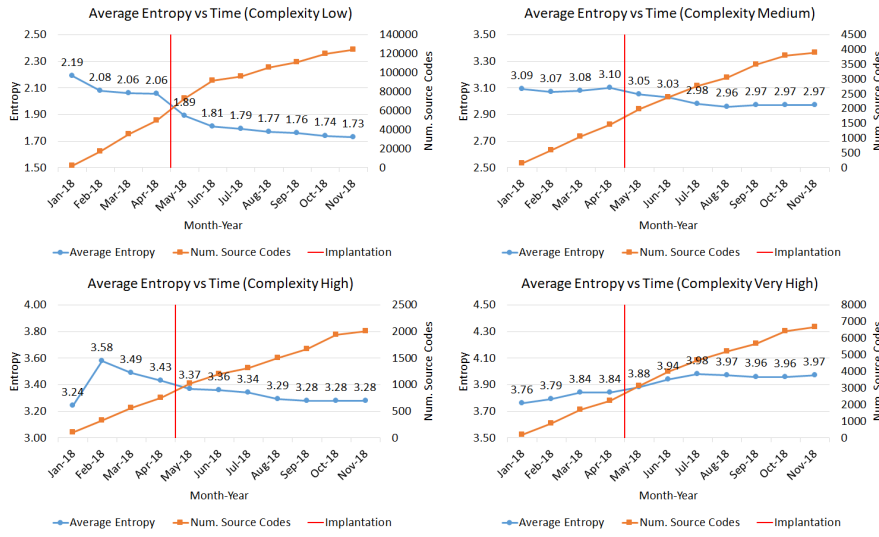 Average Entropy vs Time (Complexity Low)
2.50
2.30
2.10
1.90
1.70
1.50
Entropy
2.19
2.08
2.06
2.06
1.89
1.81
1.79
1.77
1.76
1.74
1.73
140000
120000
100000
80000
60000
40000
20000
0
Num. Source Codes
Jan-18
Feb-18
Mar-18
Apr-18
May-18
Jun-18
Jul-18
Aug-18
Sep-18
Oct-18
Nov-18
Month-Year
Average Entropy
Num. Source Codes
Implantation
Average Entropy vs Time (Complexity Medium)
3.50
3.30
3.10
2.90
2.70
2.50
Entropy
3.09
3.07
3.08
3.10
3.05
3.03
2.98
2.96
2.97
2.97
2.97
4500
4000
3500
3000
2500
2000
1500
1000
500
0
Num. Source Codes
Jan-18
Feb-18
Mar-18
Apr-18
May-18
Jun-18
Jul-18
Aug-18
Sep-18
Oct-18
Nov-18
Month-Year
Average Entropy
Num. Source Codes
Implantation
Average Entropy vs Time (Complexity High)
4.00
3.80
3.60
3.40
3.20
3.00
Entropy
3.24
3.58
3.49
3.43
3.37
3.36
3.34
3.29
3.28
3.28
3.28
2500
2000
1500
1000
500
0
Num. Source Codes
Jan-18
Feb-18
Mar-18
Apr-18
May-18
Jun-18
Jul-18
Aug-18
Sep-18
Oct-18
Nov-18
Month-Year
Average Entropy
Num. Source Codes
Implantation
Average Entropy vs Time (Complexity Very High)
4.50
4.30
4.10
3.90
3.70
3.50
Entropy
3.76
3.79
3.84
3.84
3.88
3.94
3.98
3.97
3.96
3.96
3.97
8000
7000
6000
5000
4000
3000
2000
1000
0
Num. Source Codes
Jan-18
Feb-18
Mar-18
Apr-18
May-18
Jun-18
Jul-18
Aug-18
Sep-18
Oct-18
Nov-18
Month-Year
Average Entropy
Num. Source Codes
Implantation